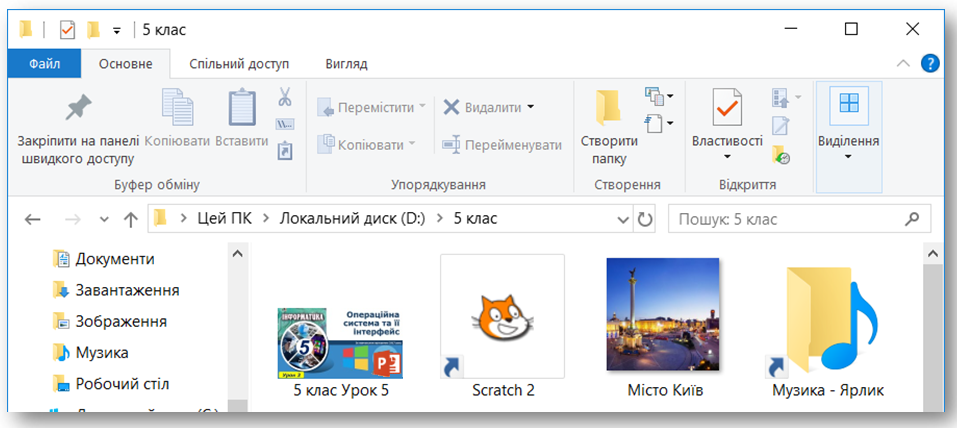 5 клас
Файл Основне Спільний доступ Вигляд
Закріпити на панелі швидкого доступу
Копіювати
Вставити
Буфер обміну
Перемістити
Копіювати
Видалити
Перейменувати
Упорядкування
Створити папку
Створення
Властивості
Відкриття
Виділення
Цей ПК Локальний диск (D:) 5 клас
Пошук: 5 клас
Документи
Завантаження
Зображення
Музика
Робочий стіл
ІНФОРМАТИКА
5
Урок 5
Операційна
система та її
інтерфейс
5 клас Урок 5
Scratch 2
Місто Київ
Музика - Ярлик